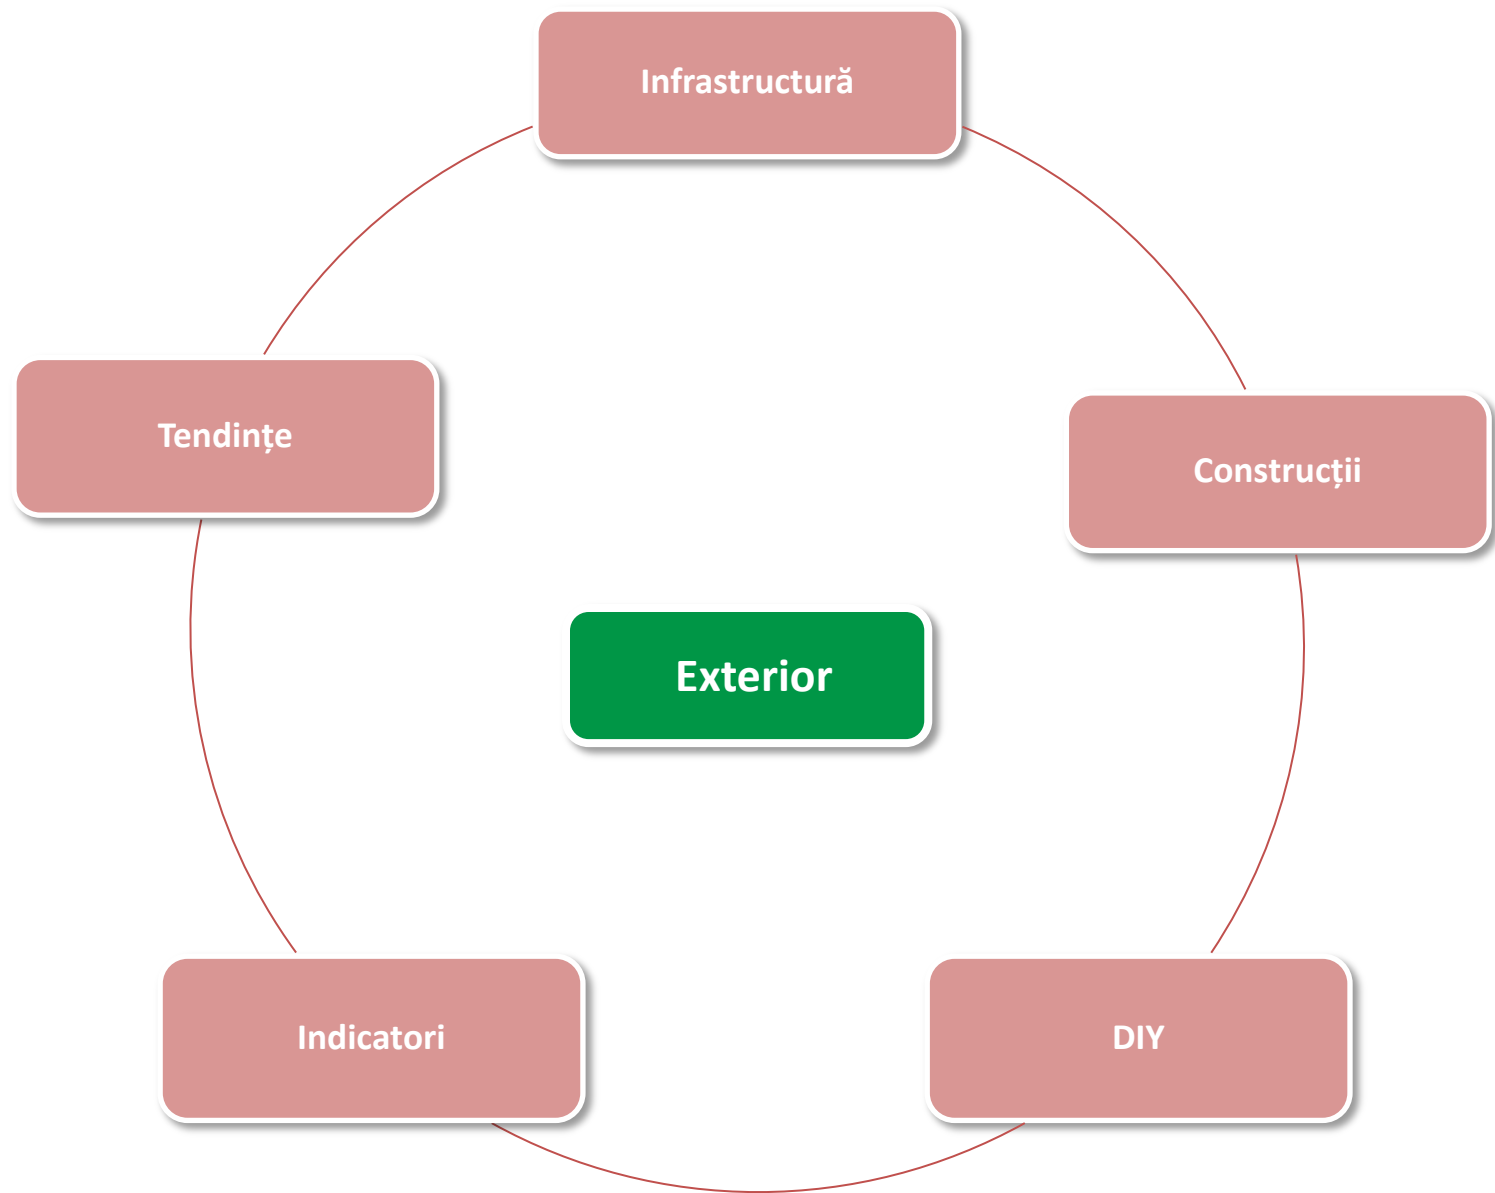 Infrastructură
Tendințe
Construcții
Exterior
Indicatori
DIY